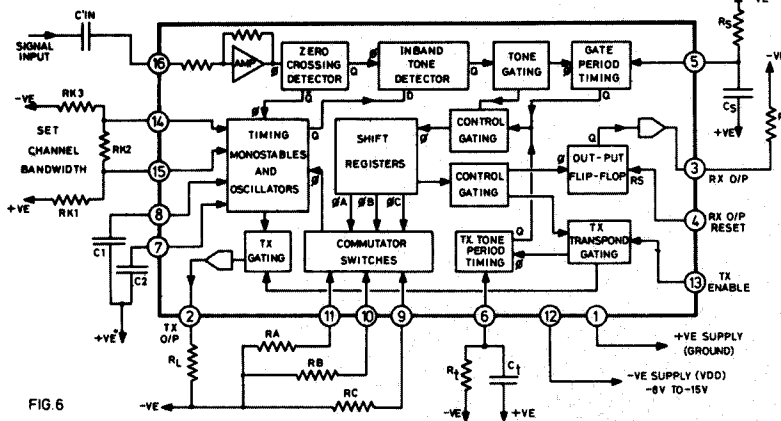 C'IN
SIGNAL
INPUT
16
AMP
Ø
ZERO
CROSSING
DETECTOR
Q
Q
Ø
INBAND
TONE
DETECTOR
Q
D
TONE
GATING
Ø
GATE
PERIOD
TIMING
Q
5
RS
-VE
CS
+VE
-VE
-VE
RK3
14
SET
CHANNEL
BANDWIDTH
RK2
15
+VE
RK1
8
7
C1
C2
+VE
Ø
TIMING
Q
MONOSTABLES
AND
OSCILLATORS
Ø
SHIFT
REGISTERS
Ø
ØA
ØB
ØC
CONTROL
GATING
CONTROL
GATING
Q
Ø
OUT-PUT
FLIP-FLOP
RS
3
RX O/P
4
RX O/P
RESET
TX
GATING
COMMUTATOR
SWITCHES
Q
TX. TONE
PERIOD
TIMING
Ø
TX
TRANSPOND
GATING
13
TX
ENABLE
2
TX
O/P
11
10
9
6
12
1
RL
RA
RB
RC
-VE
Rt
Ct
-VE
+VE
+VE SUPPLY
(GROUND)
-VE SUPPLY (VDD)
-8V TO-15V
FIG.6